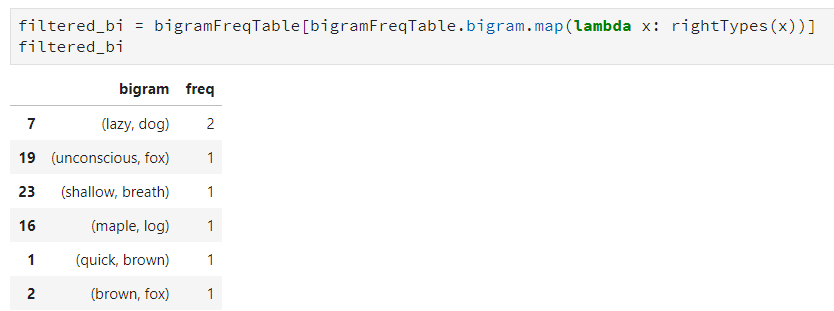 filtered_bi = bigramFreqTable[bigramFreqTable.bigram.map(lambda x: rightTypes(x))]
filtered_bi
bigram freq
7 (lazy, dog) 2
19 (unconscious, fox) 1
23 (shallow, breath) 1
16 (maple, log) 1
1 (quick, brown) 1
2 (brown, fox) 1